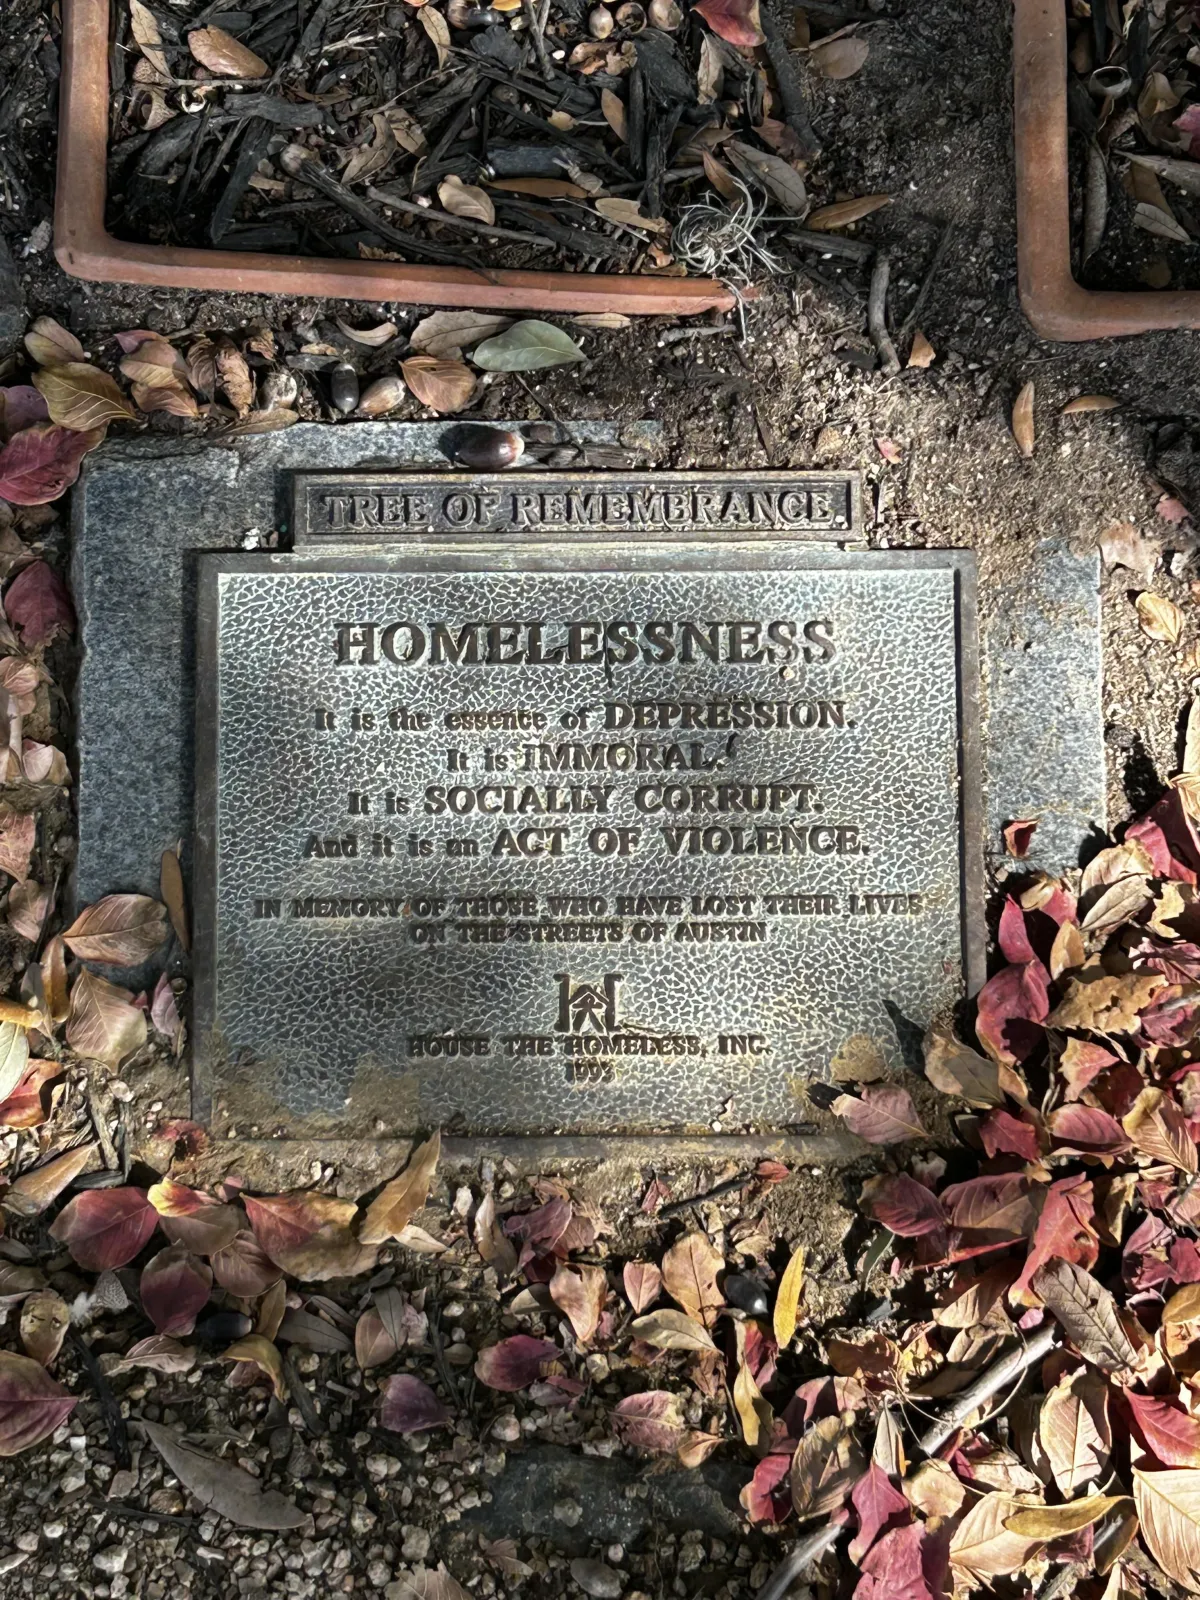 TREE OF REMEMBRANCE
HOMELESSNESS
It is the essence of DEPRESSION.
It is IMMORAL.
It is SOCIALLY CORRUPT.
And it is an ACT OF VIOLENCE.
IN MEMORY OF THOSE WHO HAVE LOST THEIR LIVES
ON THE STREETS OF AUSTIN
HOUSE THE HOMELESS, INC.
1993